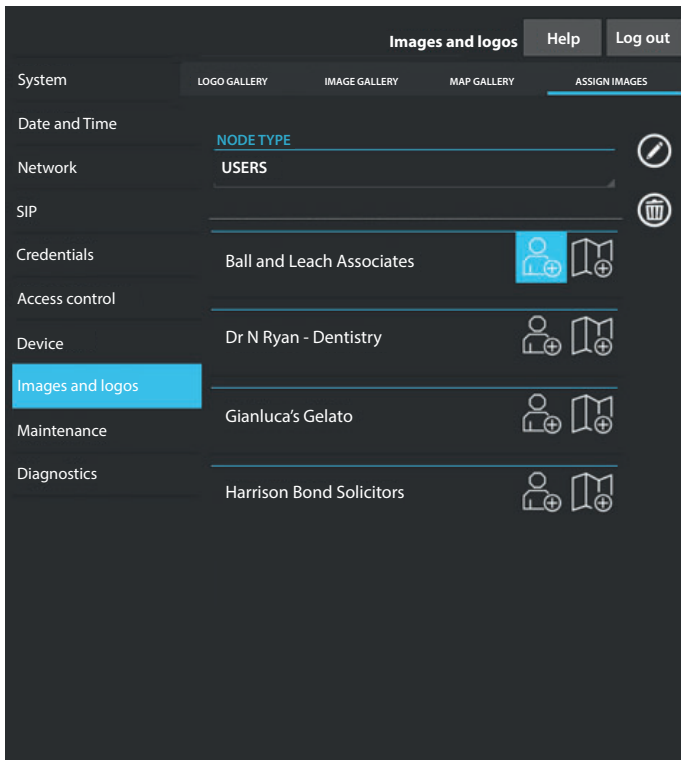 Images and logos Help Log out
System
Date and Time
Network
SIP
Credentials
Access control
Device
Images and logos
Maintenance
Diagnostics
LOGO GALLERY IMAGE GALLERY MAP GALLERY ASSIGN IMAGES
NODE TYPE
USERS
Ball and Leach Associates
Dr N Ryan - Dentistry
Gianluca's Gelato
Harrison Bond Solicitors